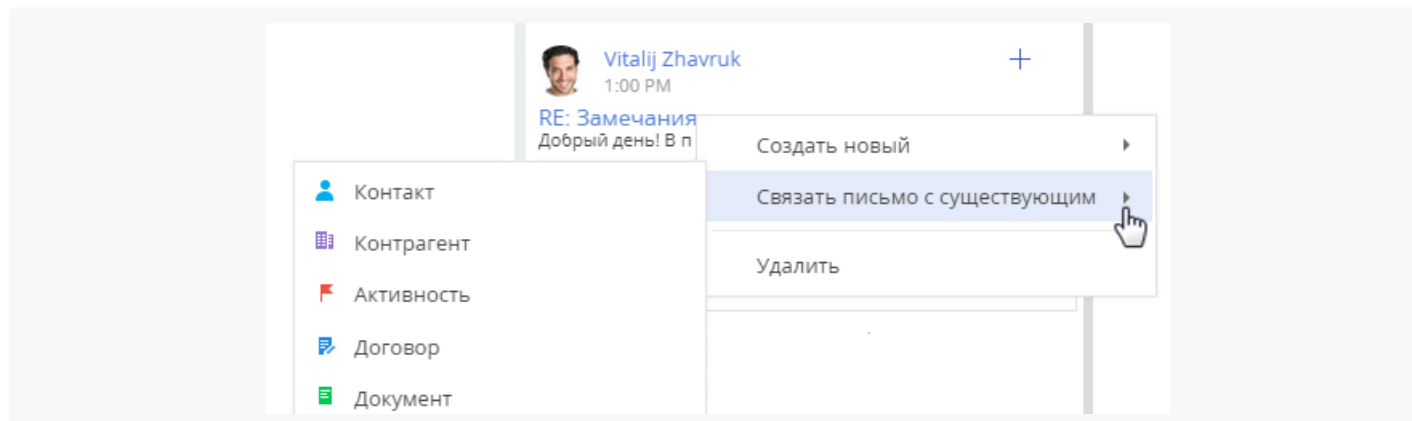 Vitalij Zhavruk
1:00 PM
RE: Замечания
Добрый день! В п
Создать новый
Связать письмо с существующим
Удалить
Контакт
Контрагент
Активность
Договор
Документ